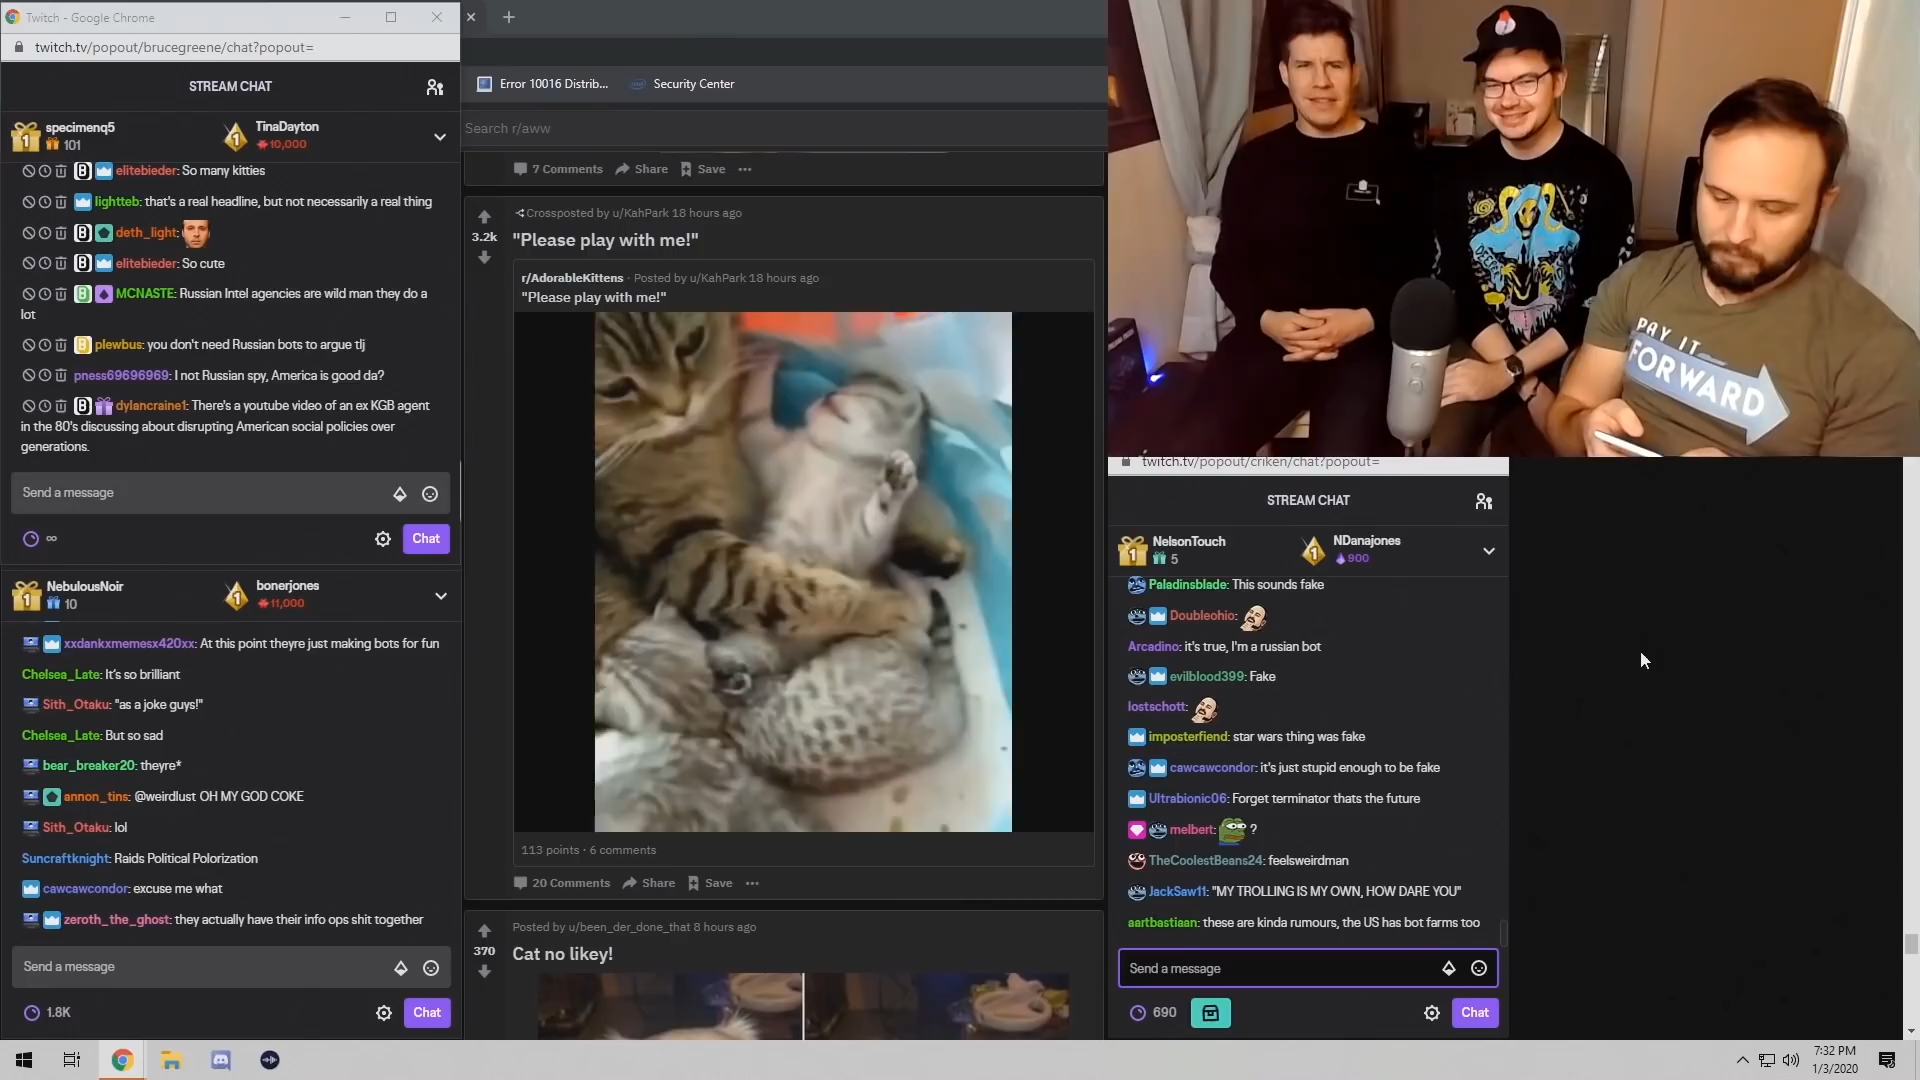 Twitch - Google Chrome
twitch.tv/popout/brucegreene/chat?popout=
STREAM CHAT
specimenq5
101
TinaDayton
10,000
elitebieder: So many kitties
lightteb: that's a real headline, but not necessarily a real thing
deth_light:
elitebieder: So cute
MCNASTE: Russian Intel agencies are wild man they do a
lot
plewbus: you don't need Russian bots to argue tlj
pness69696969: I not Russian spy, America is good da?
dylancraine1: There's a youtube video of an ex KGB agent
in the 80's discussing about disrupting American social policies over
generations.
Send a message
∞
Chat
NebulousNoir
10
bonerjones
11,000
xxdankxmemesx420xx: At this point theyre just making bots for fun
Chelsea_Late: It's so brilliant
Sith_Otaku: "as a joke guys!"
Chelsea_Late: But so sad
bear_breaker20: theyre*
annon_tins: @weirdlust OH MY GOD COKE
Sith_Otaku: lol
Suncraftknight: Raids Political Polorization
cawcawcondor: excuse me what
zeroth_the_ghost: they actually have their info ops shit together
Send a message
1.8K
Chat
Error 10016 Distrib...
Security Center
Search r/aww
7 Comments
Share
Save
Crossposted by u/KahPark 18 hours ago
3.2k
"Please play with me!"
r/AdorableKittens · Posted by u/KahPark 18 hours ago
"Please play with me!"
113 points · 6 comments
20 Comments
Share
Save
Posted by u/been_der_done_that 8 hours ago
370
Cat no likey!
PAY IT
FORWARD
twitch.tv/popout/criken/chat?popout=
STREAM CHAT
NelsonTouch
5
NDanajones
900
Paladinsblade: This sounds fake
Doubleohio:
Arcadino: it's true, I'm a russian bot
evilblood399: Fake
lostschott:
imposterfiend: star wars thing was fake
cawcawcondor: it's just stupid enough to be fake
Ultrabionic06: Forget terminator thats the future
melbert: ?
TheCoolestBeans24: feelsweirdman
JackSaw11: "MY TROLLING IS MY OWN, HOW DARE YOU"
aartbastiaan: these are kinda rumours, the US has bot farms too
Send a message
690
Chat
7:32 PM
1/3/2020